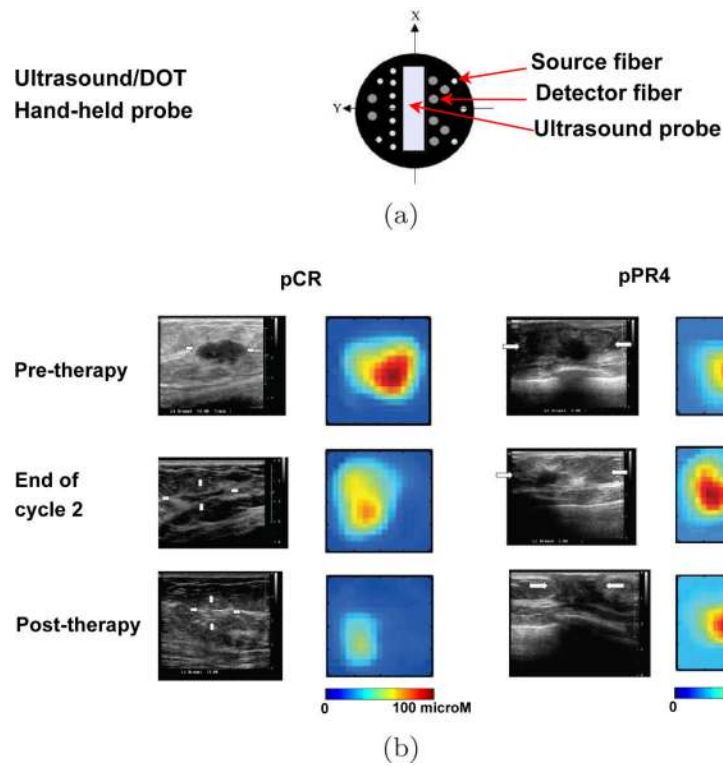 X
Ultrasound/DOT
Hand-held probe
Y
Source fiber
Detector fiber
Ultrasound probe
(a)
pCR
pPR4
Pre-therapy
End of
cycle 2
Post-therapy
0
100 microM
0
(b)